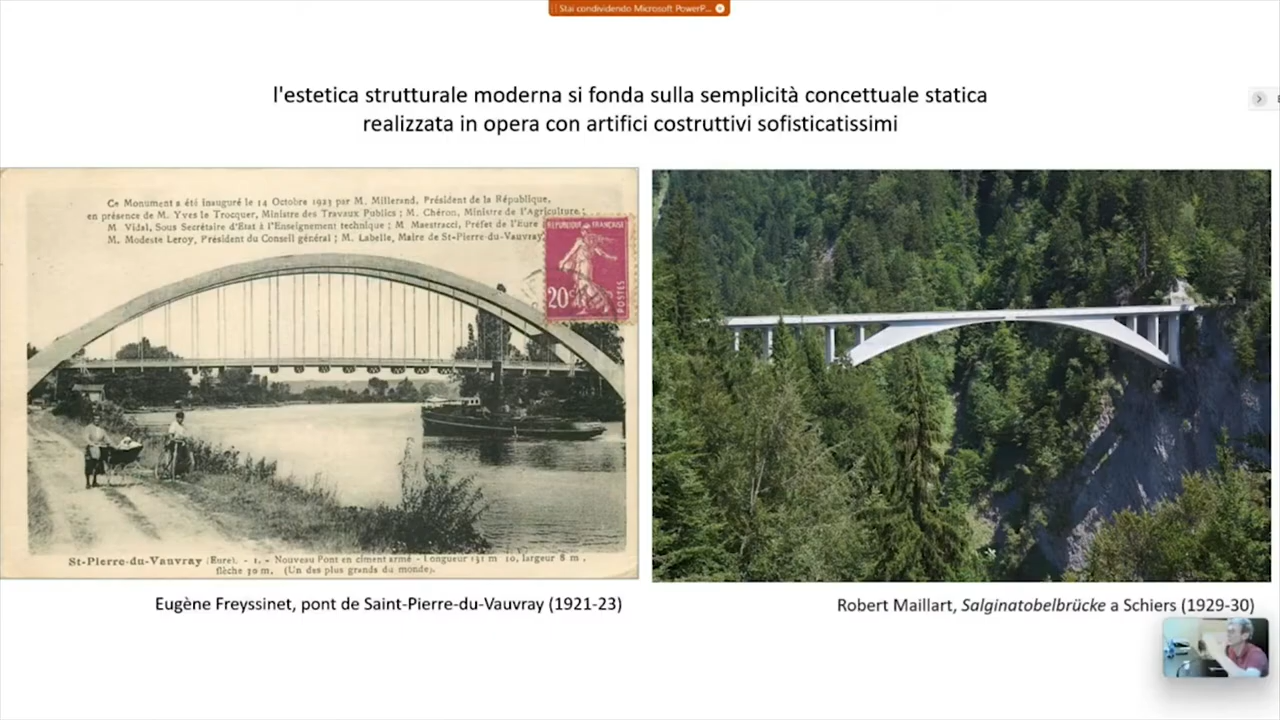 Stai condividendo Microsoft PowerP...
l'estetica strutturale moderna si fonda sulla semplicità concettuale statica
realizzata in opera con artifici costruttivi sofisticatissimi
Ce Monument a été inauguré le 14 Octobre 1923 par M. Millerand, Président de la République,
en présence de M. Yves le Trocquer, Ministre des Travaux Publics ; M. Chéron, Ministre de l'Agriculture ;
M. Vidal, Sous Secrétaire d'Etat à l'Enseignement technique ; M Maestracci, Préfet de l'Eure
M. Modeste Leroy, Président du Conseil général ; M. Labelle, Maire de St-Pierre-du-Vauvray
REPUBLIQUE FRANÇAISE
20c
POSTES
St-Pierre-du-Vauvray (Eure). - 1. - Nouveau Pont en ciment armé - Longueur 131 m 10, largeur 8 m ,
flèche 30 m. (Un des plus grands du monde).
Eugène Freyssinet, pont de Saint-Pierre-du-Vauvray (1921-23)
Robert Maillart, Salginatobelbrücke a Schiers (1929-30)